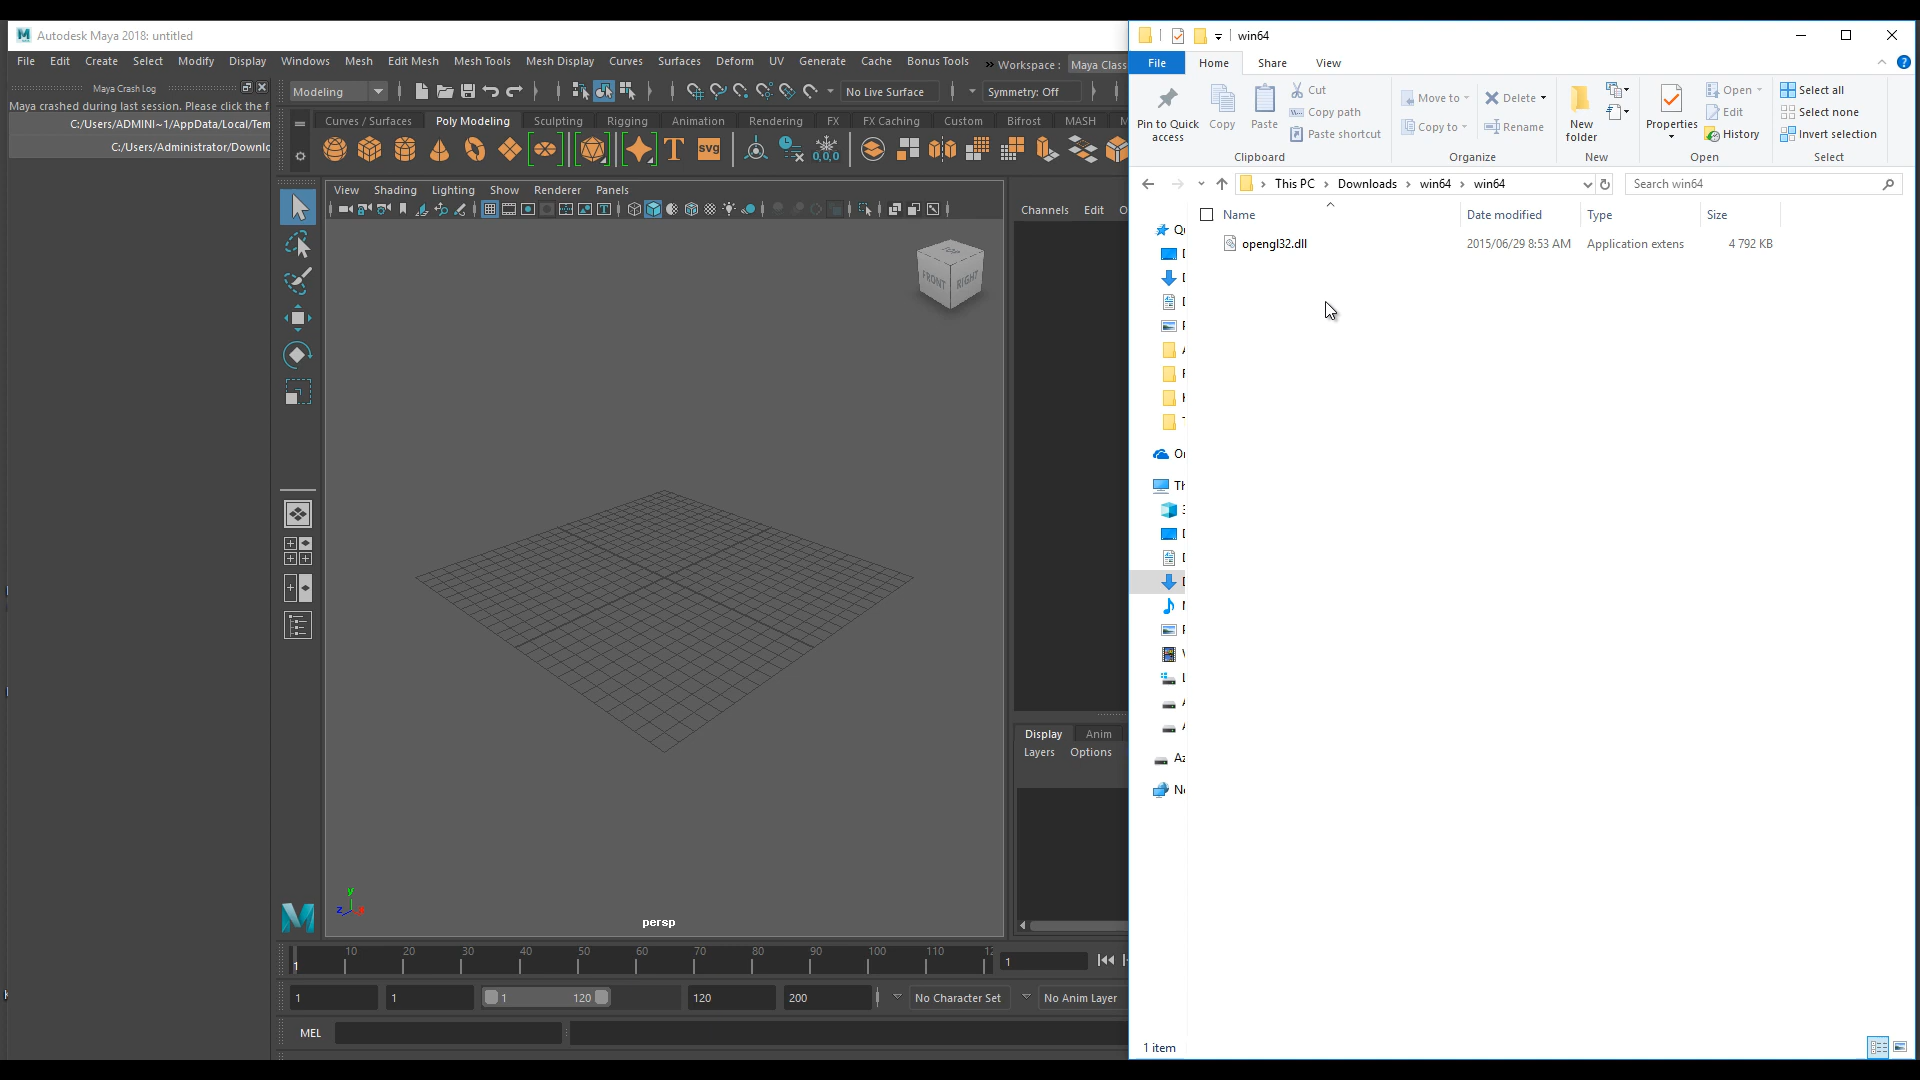 Autodesk Maya 2018: untitled
File Edit Create Select Modify Display Windows Mesh Edit Mesh Mesh Tools Mesh Display Curves Surfaces Deform UV Generate Cache Bonus Tools » Workspace : Maya Class
Maya Crash Log
Maya crashed during last session. Please click the f
C:/Users/ADMINI~1/AppData/Local/Tem
C:/Users/Administrator/Downlo
Modeling No Live Surface Symmetry: Off
Curves / Surfaces Poly Modeling Sculpting Rigging Animation Rendering FX FX Caching Custom Bifrost MASH M
T SVG 0,0,0
View Shading Lighting Show Renderer Panels
TOP
FRONT RIGHT
y
z x
persp
Channels Edit O
Display Anim
Layers Options
10 20 30 40 50 60 70 80 90 100 110 12
1 1
1 1 1 120 120 200 No Character Set No Anim Layer
MEL
win64
File Home Share View
Pin to Quick access
Copy
Paste
Cut
Copy path
Paste shortcut
Clipboard
Move to
Copy to
Delete
Rename
Organize
New folder
New
Properties
Open
Edit
History
Open
Select all
Select none
Invert selection
Select
This PC › Downloads › win64 › win64
Search win64
Name Date modified Type Size
opengl32.dll 2015/06/29 8:53 AM Application extens 4 792 KB
1 item